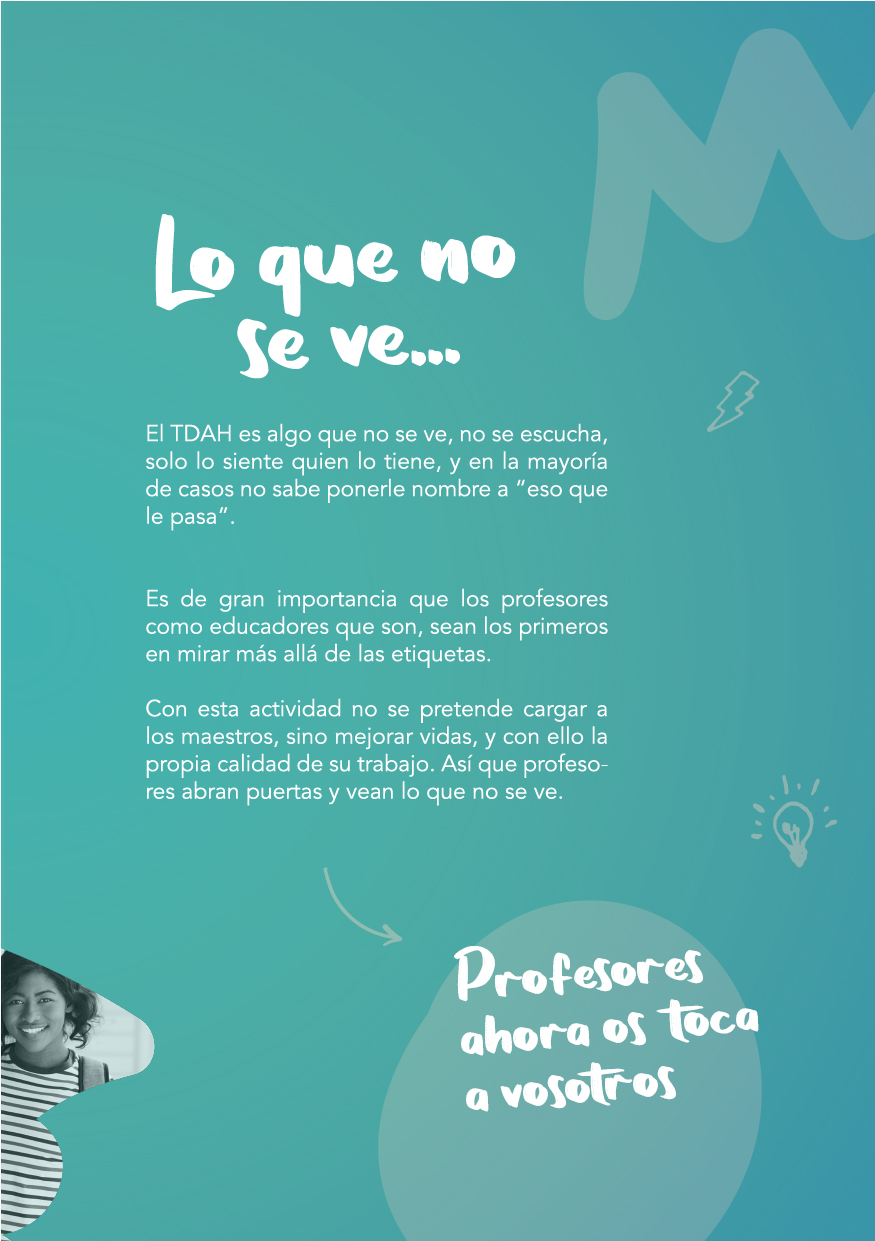 Lo que no
se ve...
El TDAH es algo que no se ve, no se escucha,
solo lo siente quien lo tiene, y en la mayoría
de casos no sabe ponerle nombre a “eso que
le pasa”.
Es de gran importancia que los profesores
como educadores que son, sean los primeros
en mirar más allá de las etiquetas.
Con esta actividad no se pretende cargar a
los maestros, sino mejorar vidas, y con ello la
propia calidad de su trabajo. Así que profeso-
res abran puertas y vean lo que no se ve.
Profesores
ahora os toca
a vosotros